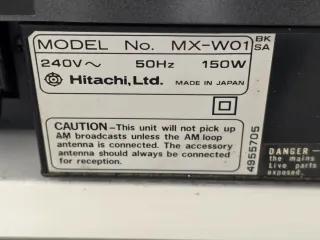 MODEL No. MX-W01 BK
SA
240V~ 50Hz 150W
Hitachi, Ltd. MADE IN JAPAN
CAUTION—This unit will not pick up
AM broadcasts unless the AM loop
antenna is connected. The accessory
antenna should always be connected
for reception.
4955705
DANGER
the mains
Live parts
exposed.